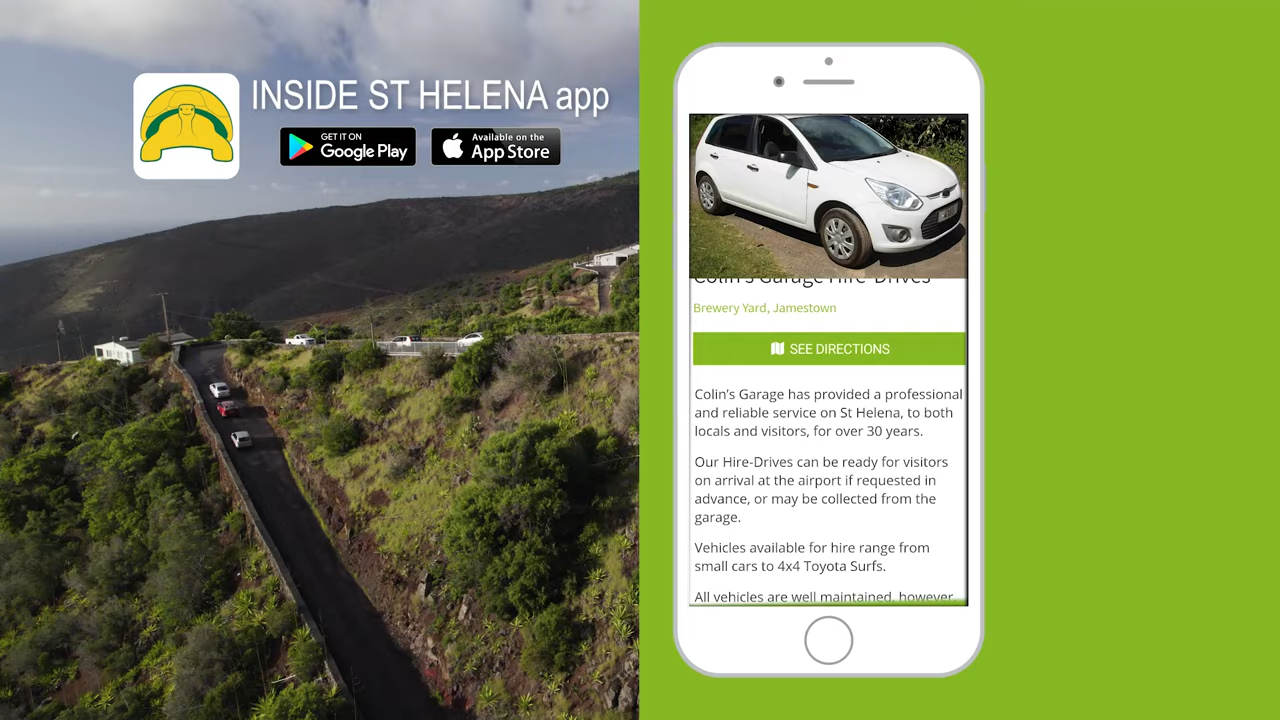 INSIDE ST HELENA app
GET IT ON
Google Play
Available on the
App Store
Colin's Garage Hire-Drives
Brewery Yard, Jamestown
SEE DIRECTIONS
Colin's Garage has provided a professional
and reliable service on St Helena, to both
locals and visitors, for over 30 years.
Our Hire-Drives can be ready for visitors
on arrival at the airport if requested in
advance, or may be collected from the
garage.
Vehicles available for hire range from
small cars to 4x4 Toyota Surfs.
All vehicles are well maintained, however